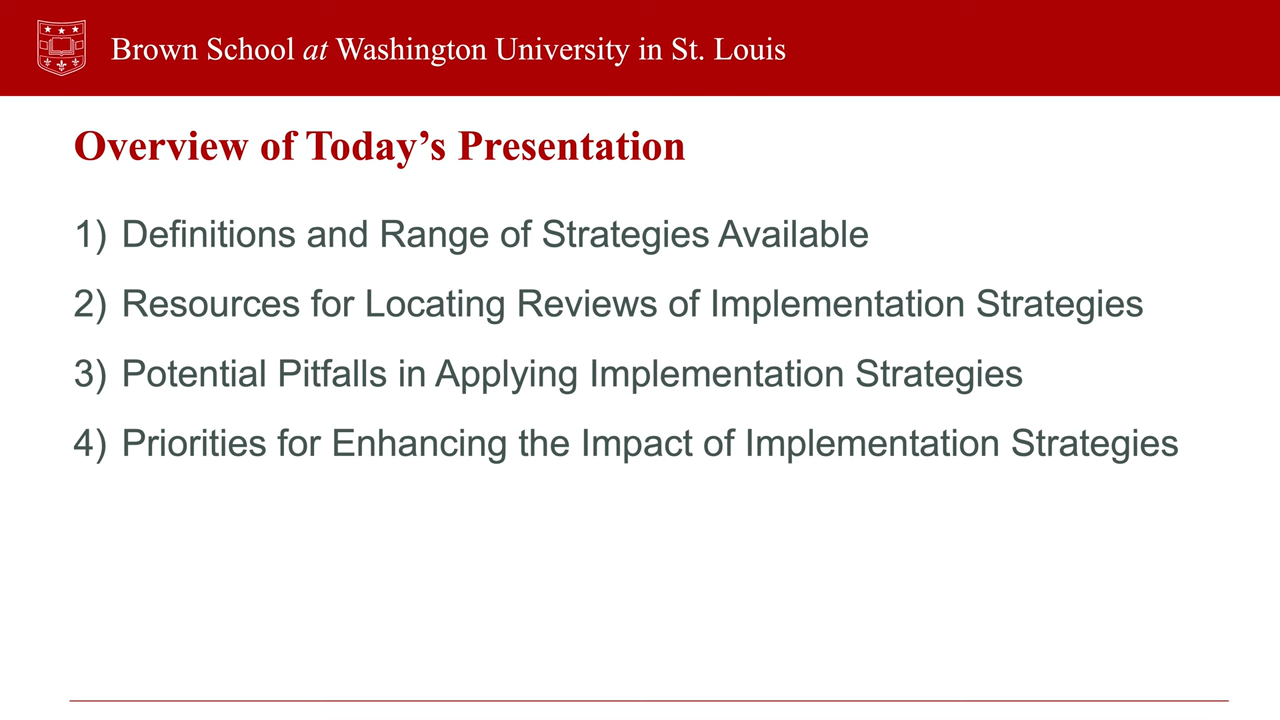 Brown School at Washington University in St. Louis
Overview of Today’s Presentation
1) Definitions and Range of Strategies Available
2) Resources for Locating Reviews of Implementation Strategies
3) Potential Pitfalls in Applying Implementation Strategies
4) Priorities for Enhancing the Impact of Implementation Strategies